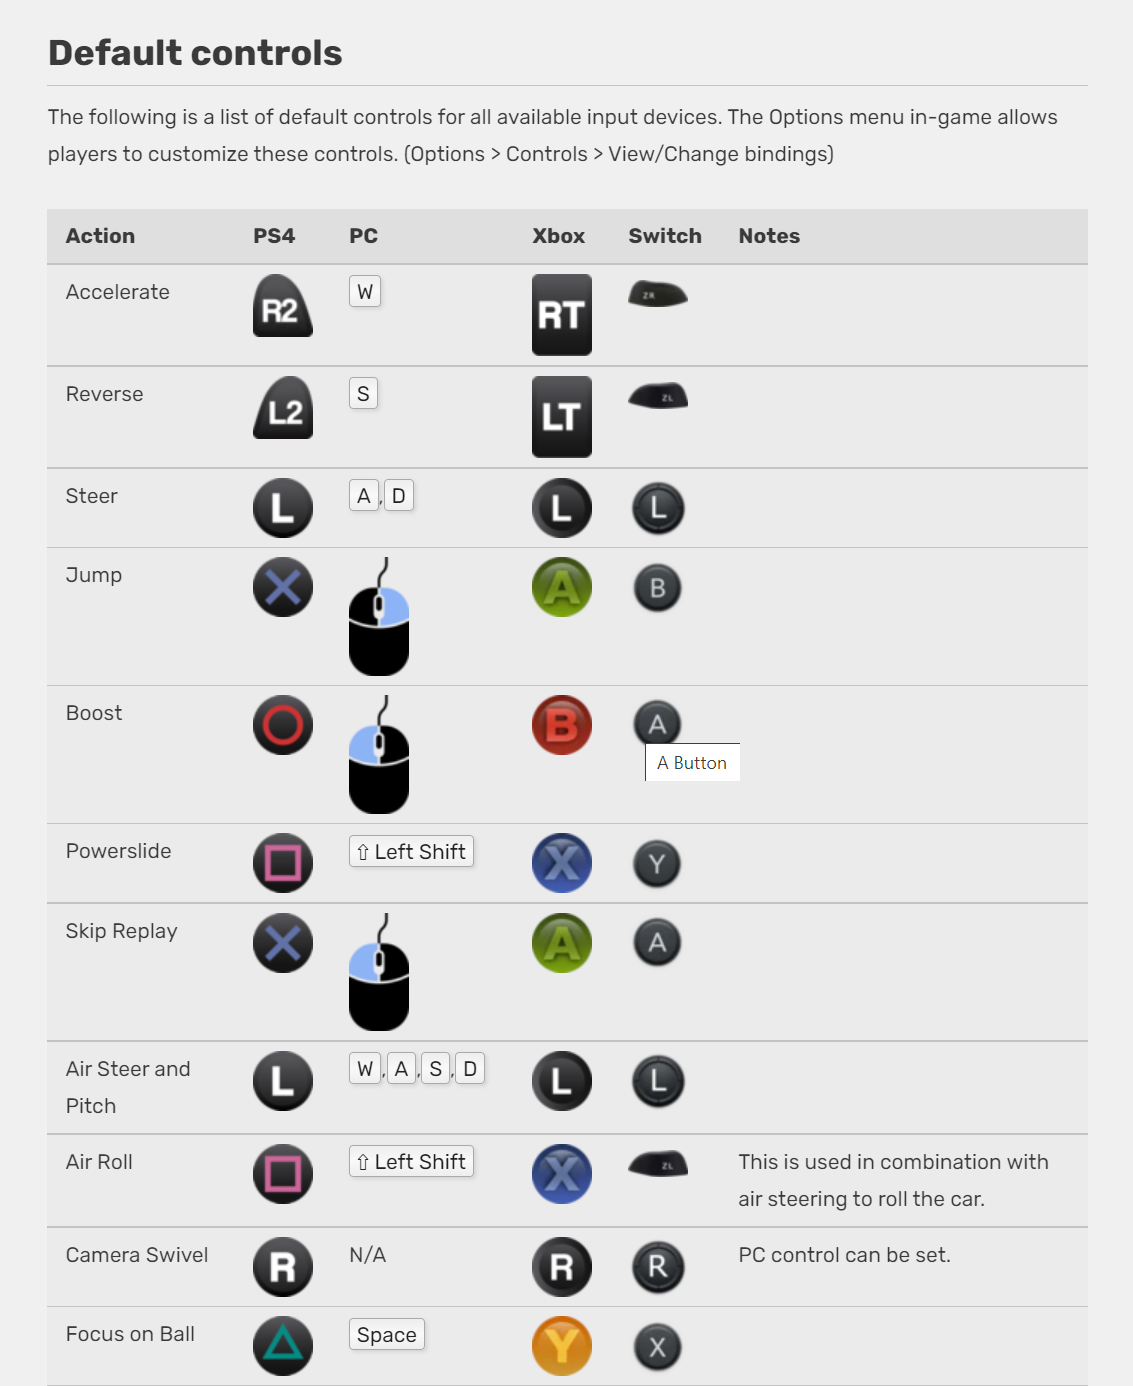 Default controls
The following is a list of default controls for all available input devices. The Options menu in-game allows
players to customize these controls. (Options > Controls > View/Change bindings)
Action PS4 PC Xbox Switch Notes
Accelerate R2 W RT ZR
Reverse L2 S LT ZL
Steer L A , D L L
Jump A B
Boost B A
A Button
Powerslide ⇧ Left Shift X Y
Skip Replay A A
Air Steer and L W , A , S , D L L
Pitch
Air Roll ⇧ Left Shift X ZL This is used in combination with
air steering to roll the car.
Camera Swivel R N/A R R PC control can be set.
Focus on Ball Space Y X